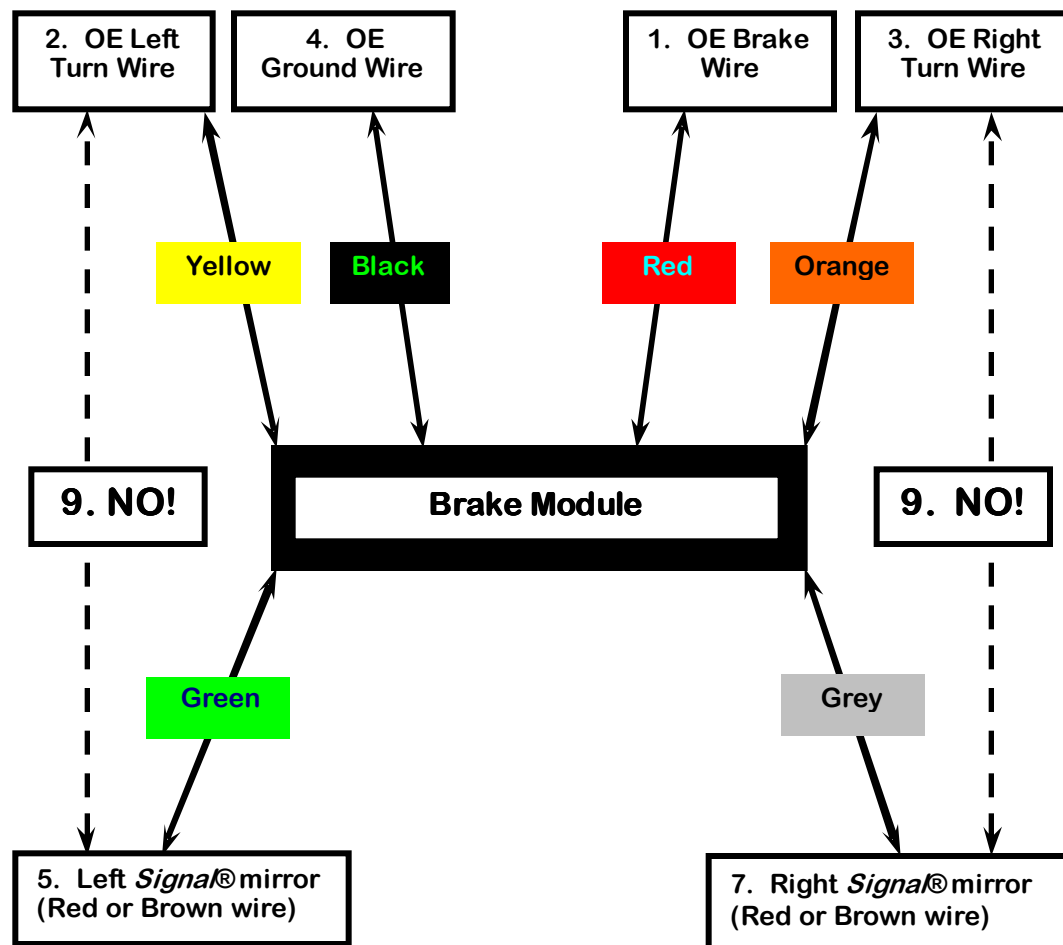 2. OE Left
Turn Wire
4. OE
Ground Wire
1. OE Brake
Wire
3. OE Right
Turn Wire
Yellow
Black
Red
Orange
9. NO!
Brake Module
9. NO!
Green
Grey
5. Left Signal® mirror
(Red or Brown wire)
7. Right Signal® mirror
(Red or Brown wire)